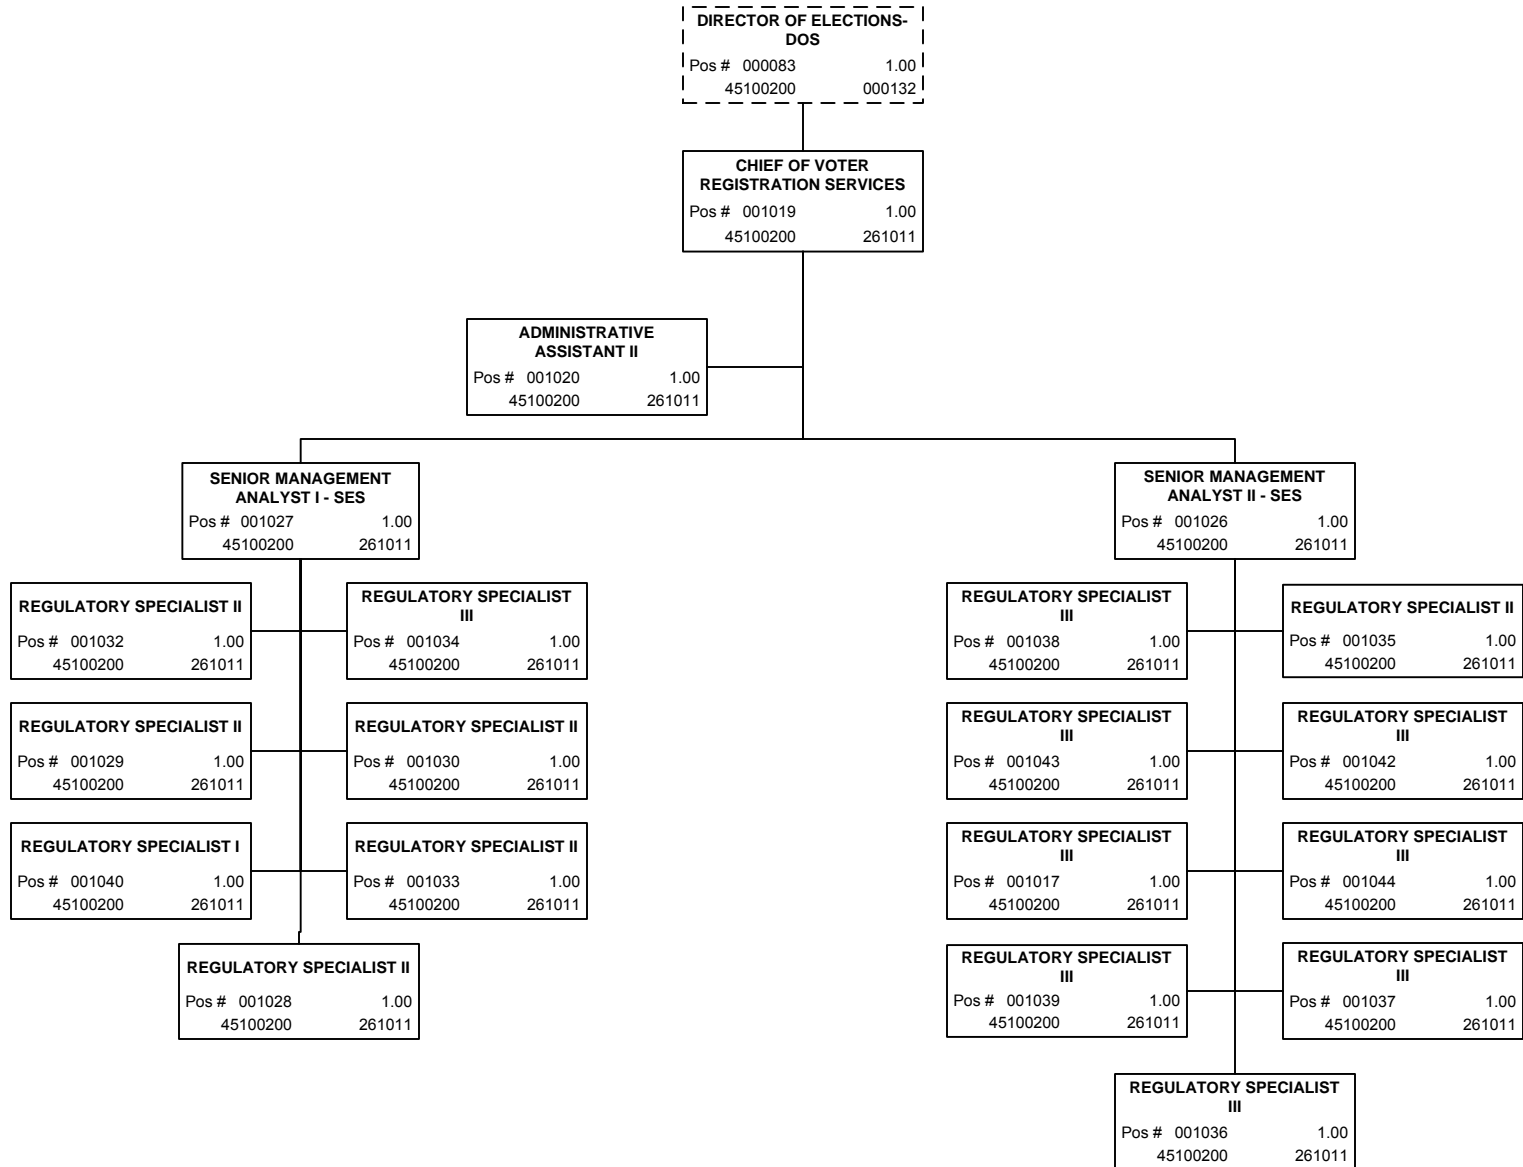 DIRECTOR OF ELECTIONS-
DOS
Pos # 000083 1.00
45100200 000132
CHIEF OF VOTER
REGISTRATION SERVICES
Pos # 001019 1.00
45100200 261011
ADMINISTRATIVE
ASSISTANT II
Pos # 001020 1.00
45100200 261011
SENIOR MANAGEMENT
ANALYST I - SES
Pos # 001027 1.00
45100200 261011
REGULATORY SPECIALIST II
Pos # 001032 1.00
45100200 261011
REGULATORY SPECIALIST
III
Pos # 001034 1.00
45100200 261011
REGULATORY SPECIALIST II
Pos # 001029 1.00
45100200 261011
REGULATORY SPECIALIST II
Pos # 001030 1.00
45100200 261011
REGULATORY SPECIALIST I
Pos # 001040 1.00
45100200 261011
REGULATORY SPECIALIST II
Pos # 001033 1.00
45100200 261011
REGULATORY SPECIALIST II
Pos # 001028 1.00
45100200 261011
SENIOR MANAGEMENT
ANALYST II - SES
Pos # 001026 1.00
45100200 261011
REGULATORY SPECIALIST
III
Pos # 001038 1.00
45100200 261011
REGULATORY SPECIALIST II
Pos # 001035 1.00
45100200 261011
REGULATORY SPECIALIST
III
Pos # 001043 1.00
45100200 261011
REGULATORY SPECIALIST
III
Pos # 001042 1.00
45100200 261011
REGULATORY SPECIALIST
III
Pos # 001017 1.00
45100200 261011
REGULATORY SPECIALIST
III
Pos # 001044 1.00
45100200 261011
REGULATORY SPECIALIST
III
Pos # 001039 1.00
45100200 261011
REGULATORY SPECIALIST
III
Pos # 001037 1.00
45100200 261011
REGULATORY SPECIALIST
III
Pos # 001036 1.00
45100200 261011